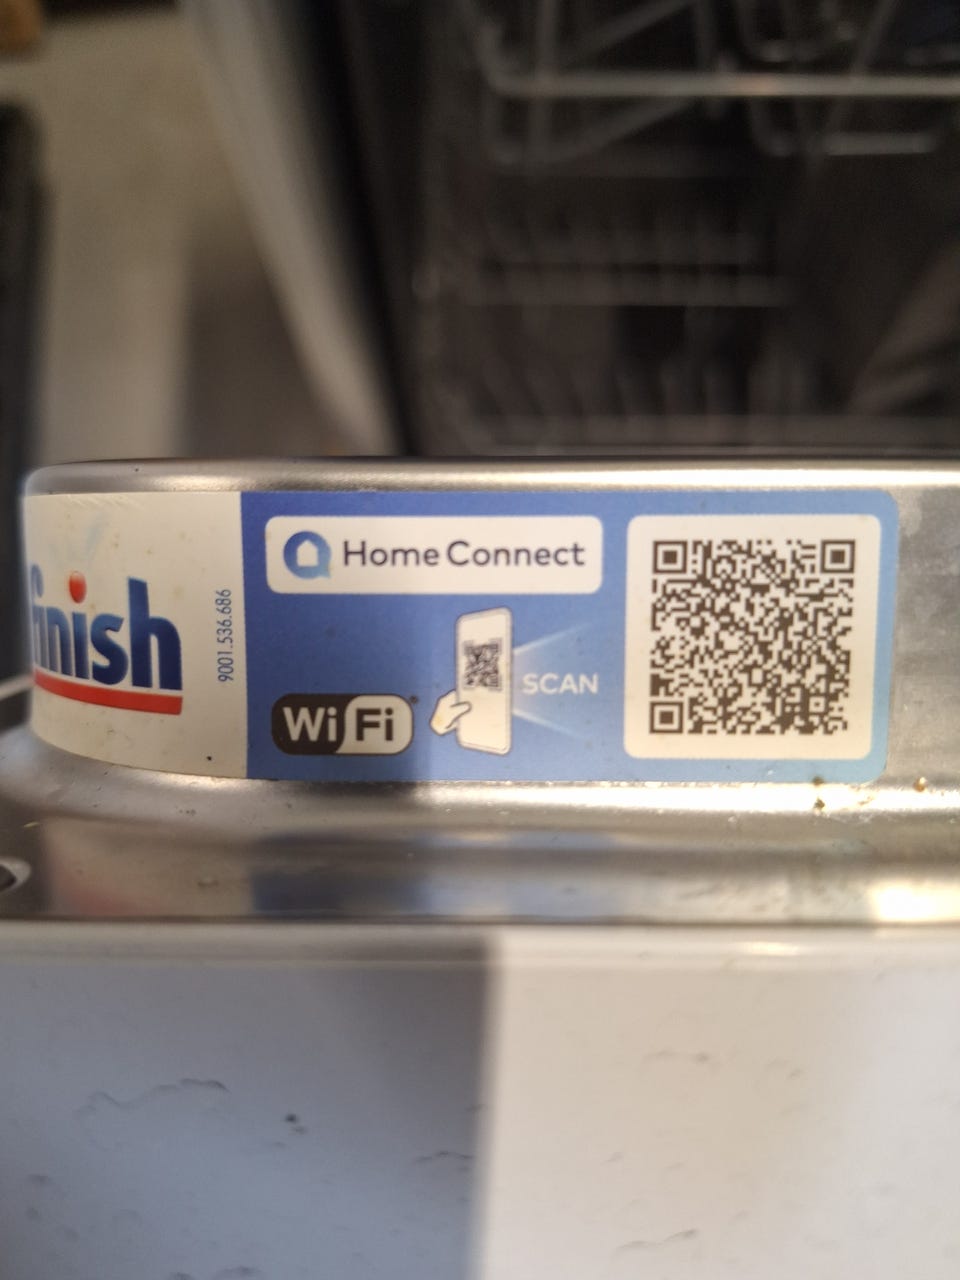 finish
9001.536.686
Home Connect
WiFi
SCAN